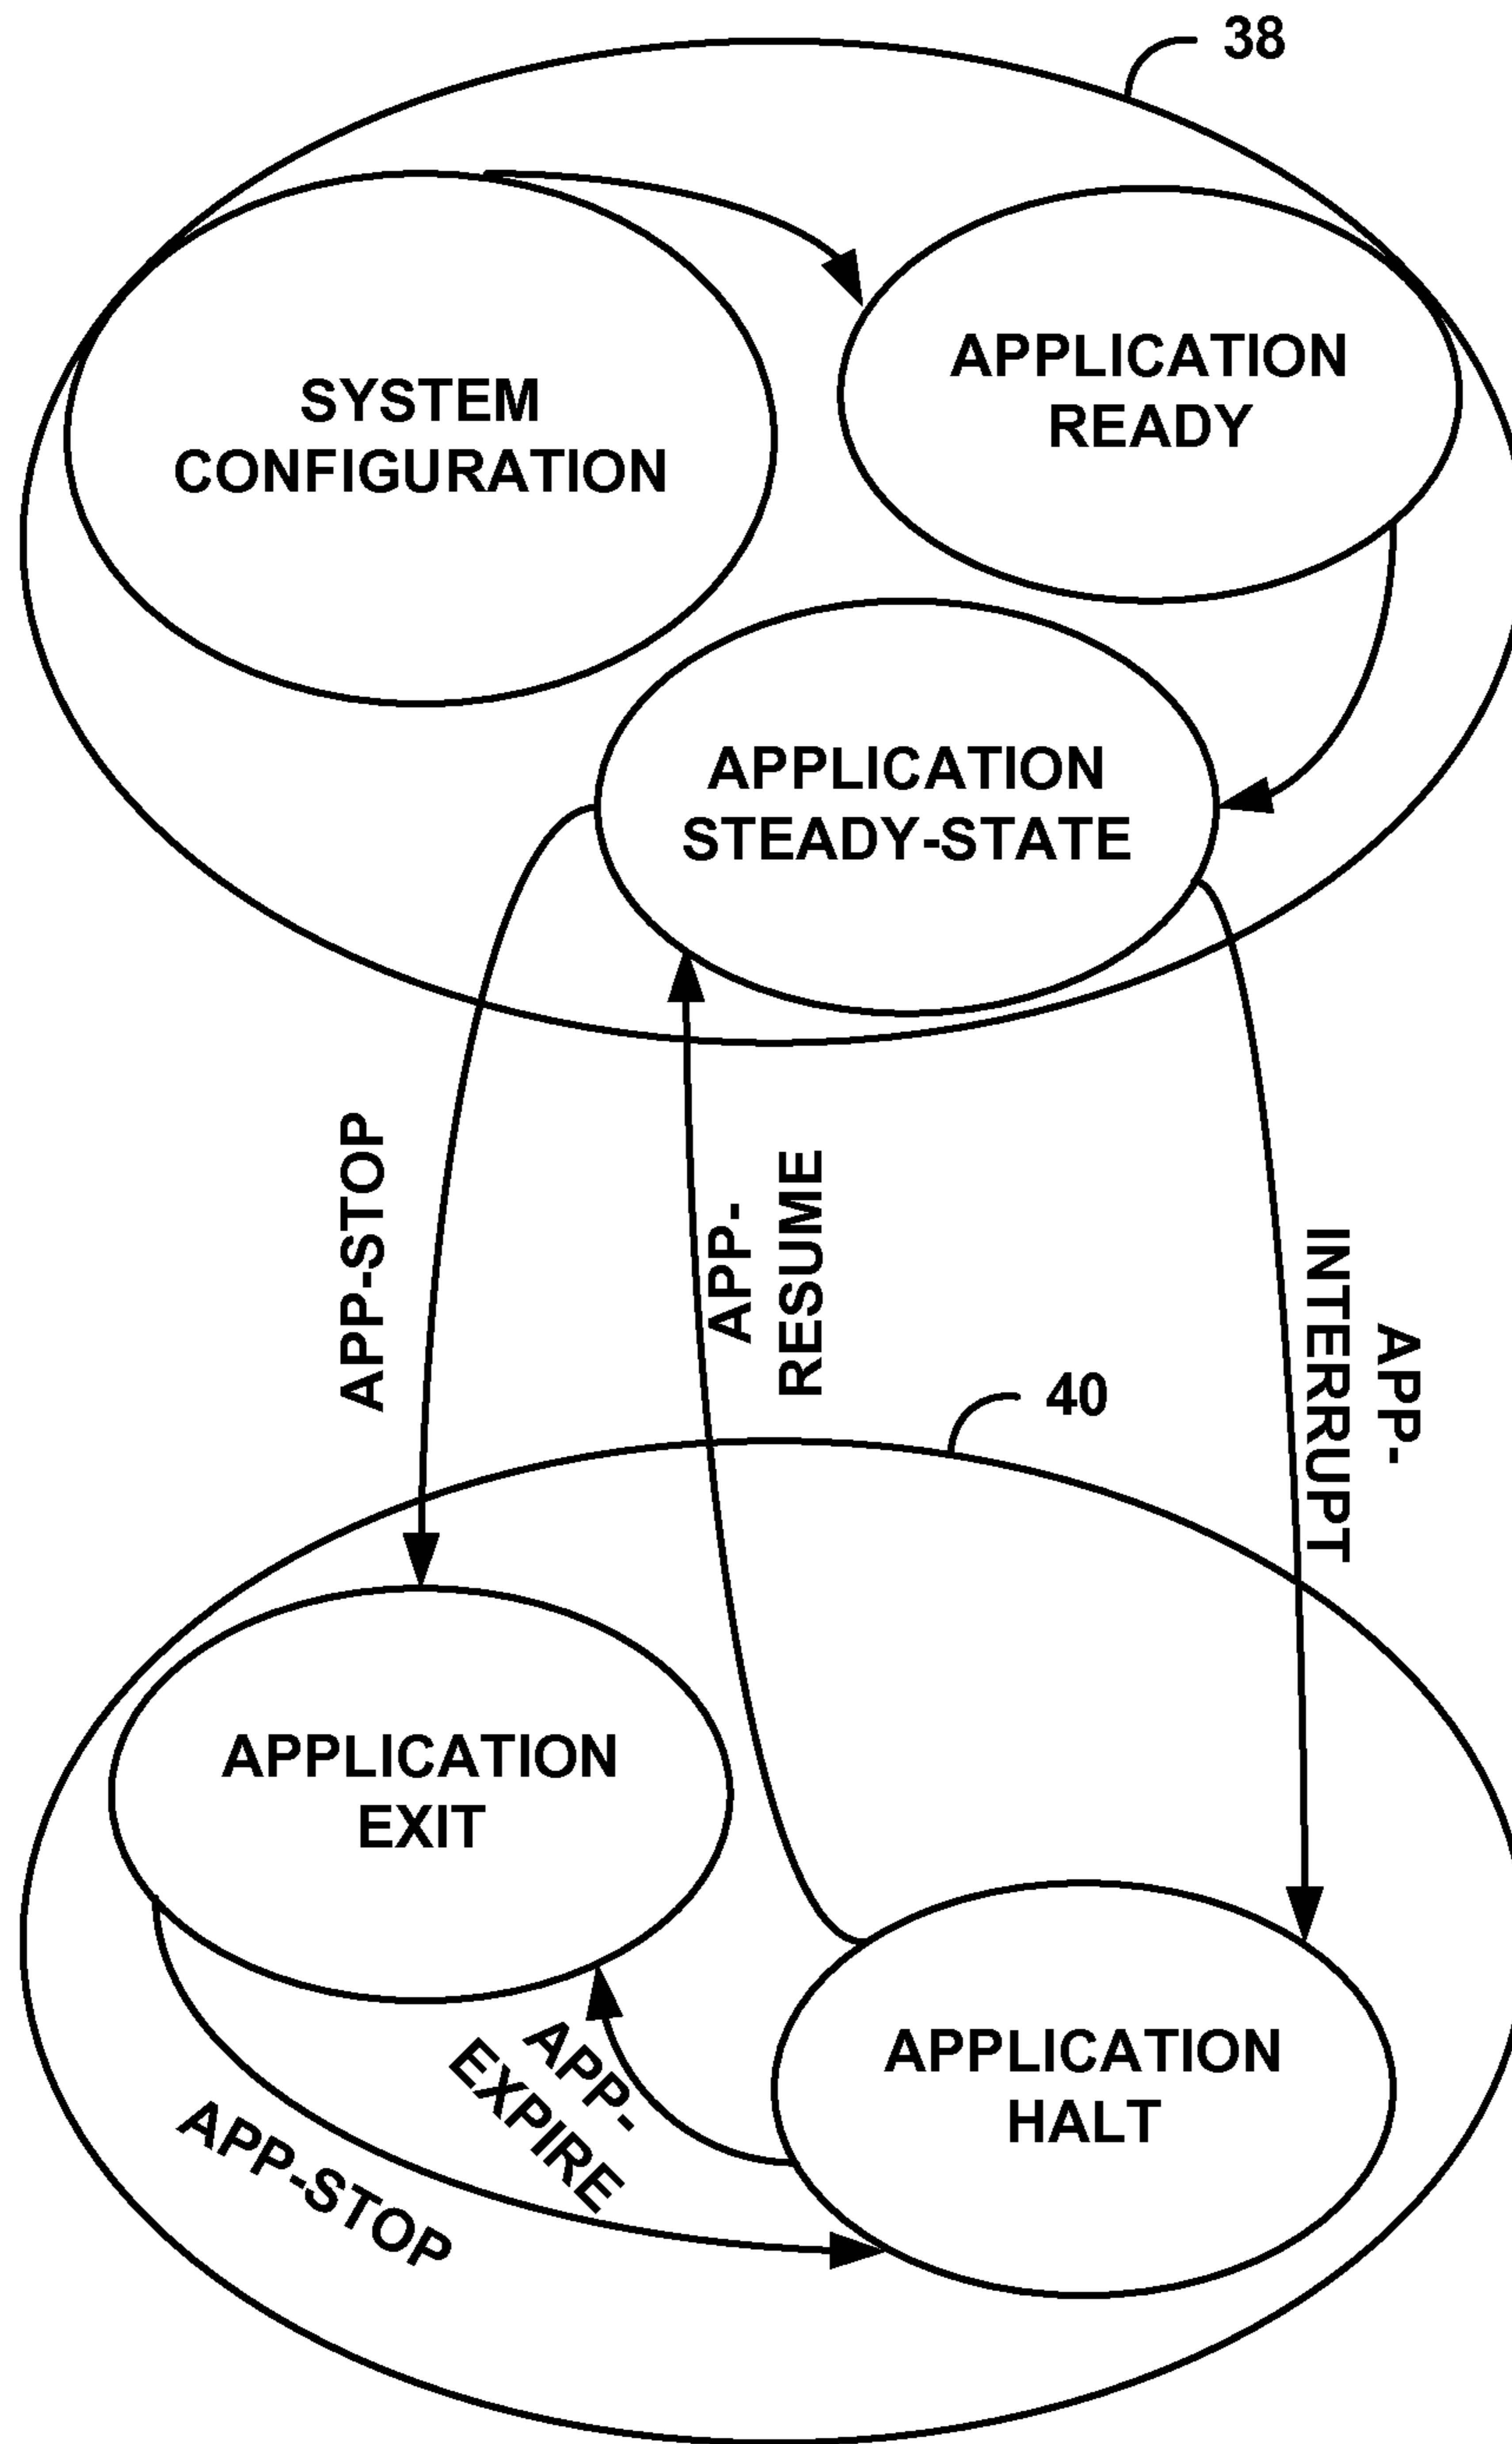 38
SYSTEM
CONFIGURATION
APPLICATION
READY
APPLICATION
STEADY-STATE
APP-STOP
APP-
RESUME
APP-
INTERRUPT
40
APPLICATION
EXIT
APPLICATION
HALT
APP-
EXPIRE
APP-STOP